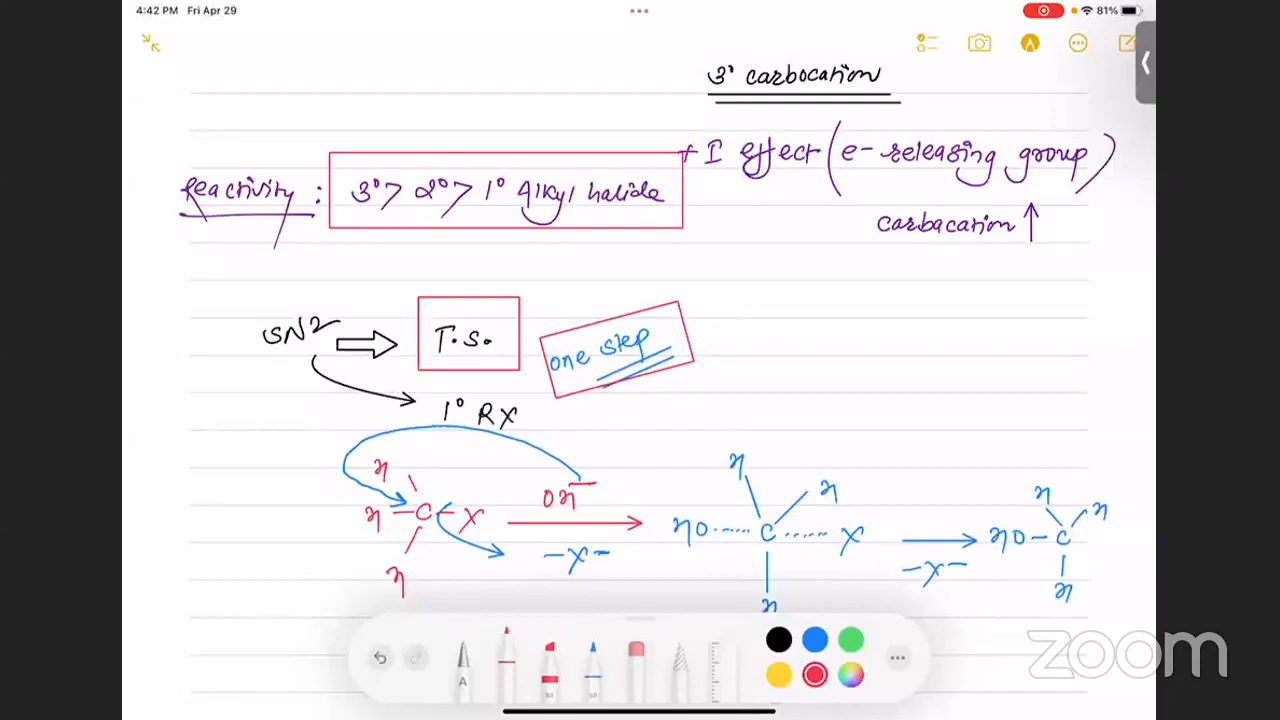 4:42 PM Fri Apr 29
81%
3° carbocation
+ I effect (e- releasing group)
Reactivity : 3° > 2° > 1° alkyl halide
carbacation ↑
SN2 ⇒ T.S. one step
1° RX
H
H - C - X
H
OH-
-X-
H
H
HO ..... C ..... X
H
-X-
H
H
HO - C
H
A
zoom